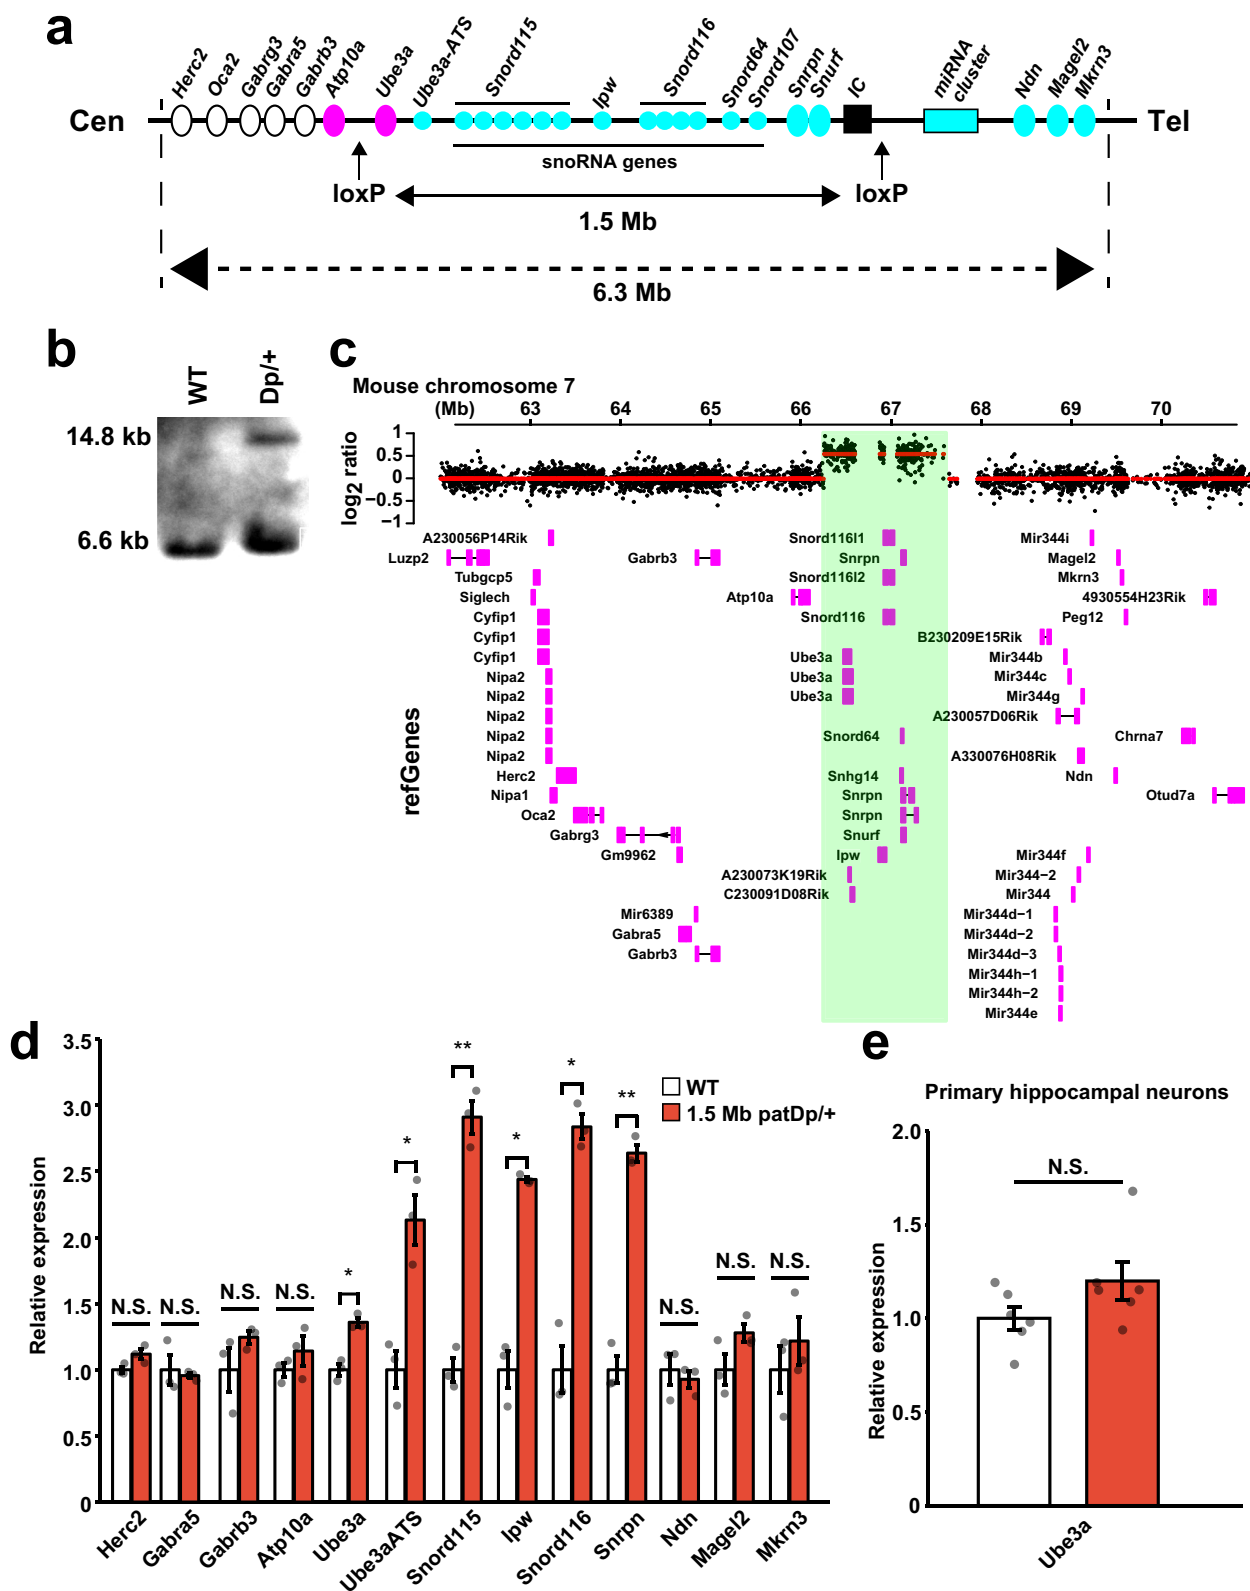 a
Herc2
Oca2
Gabrg3
Gabra5
Gabrb3
Atp10a
Ube3a
Ube3a-ATS
Snord115
Ipw
Snord116
Snord64
Snord107
Snrpn
Snurf
IC
miRNA
cluster
Ndn
Magel2
Mkrn3
Cen
Tel
snoRNA genes
loxP
loxP
1.5 Mb
6.3 Mb
b
WT
Dp/+
14.8 kb
6.6 kb
c
Mouse chromosome 7
(Mb)
63
64
65
66
67
68
69
70
log2 ratio
1
0.5
0
−0.5
−1
refGenes
A230056P14Rik
Snord116l1
Mir344i
Luzp2
Gabrb3
Snrpn
Magel2
Tubgcp5
Snord116l2
Mkrn3
Siglech
Atp10a
4930554H23Rik
Cyfip1
Snord116
Peg12
Cyfip1
B230209E15Rik
Cyfip1
Ube3a
Mir344b
Nipa2
Ube3a
Mir344c
Nipa2
Ube3a
Mir344g
Nipa2
A230057D06Rik
Nipa2
Snord64
Chrna7
Nipa2
A330076H08Rik
Herc2
Snhg14
Ndn
Nipa1
Snrpn
Otud7a
Oca2
Snrpn
Gabrg3
Snurf
Gm9962
Ipw
Mir344f
A230073K19Rik
Mir344−2
C230091D08Rik
Mir344
Mir6389
Mir344d−1
Gabra5
Mir344d−2
Gabrb3
Mir344d−3
Mir344h−1
Mir344h−2
Mir344e
d
Relative expression
3.5
3.0
2.5
2.0
1.5
1.0
0.5
0
WT
1.5 Mb patDp/+
N.S.
N.S.
N.S.
N.S.
*
*
**
*
*
**
N.S.
N.S.
N.S.
Herc2
Gabra5
Gabrb3
Atp10a
Ube3a
Ube3aATS
Snord115
Ipw
Snord116
Snrpn
Ndn
Magel2
Mkrn3
e
Primary hippocampal neurons
Relative expression
2.0
1.5
1.0
0.5
0
N.S.
Ube3a